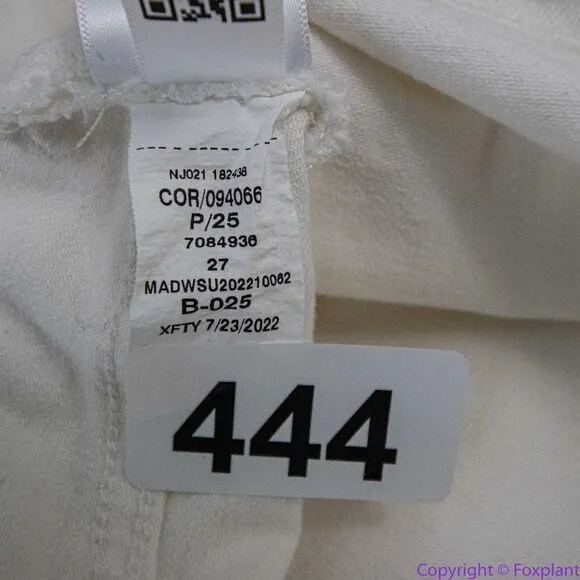 NJ021 182438
COR/094066
P/25
7084936
27
MADWSU202210062
B-025
XFTY 7/23/2022
444
Copyright © Foxplant